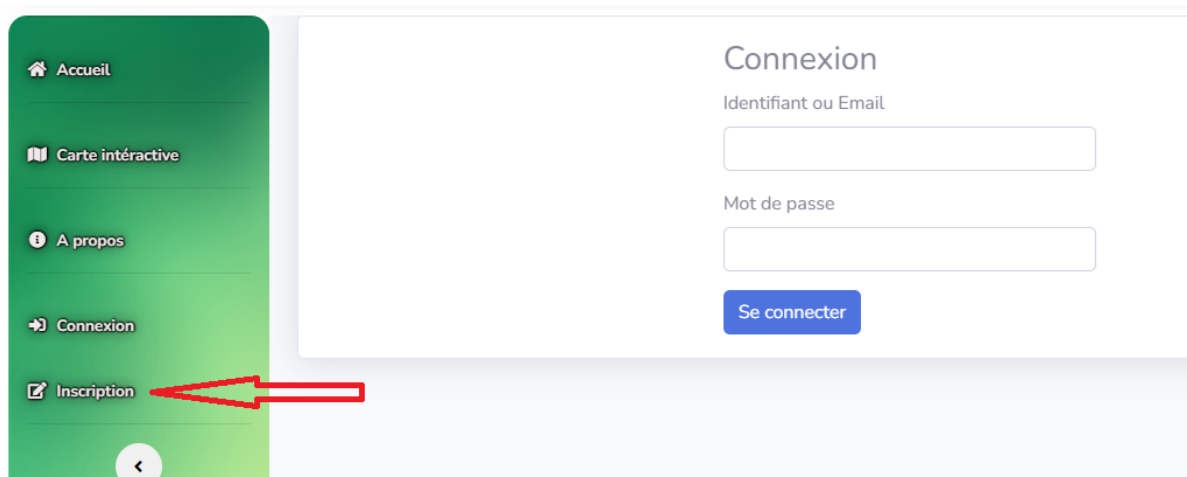 Accueil
Carte intéractive
A propos
Connexion
Inscription
Connexion
Identifiant ou Email
Mot de passe
Se connecter